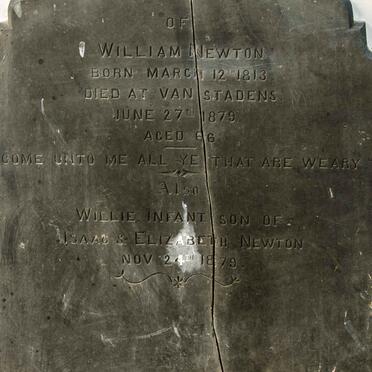 OF
WILLIAM NEWTON
BORN MARCH 12TH 1813
DIED AT VAN STADENS
JUNE 27TH 1879
AGED 66
COME UNTO ME ALL YE THAT ARE WEARY
ALSO
WILLIE INFANT SON OF
ISAAC & ELIZABETH NEWTON
NOV 24TH 1879